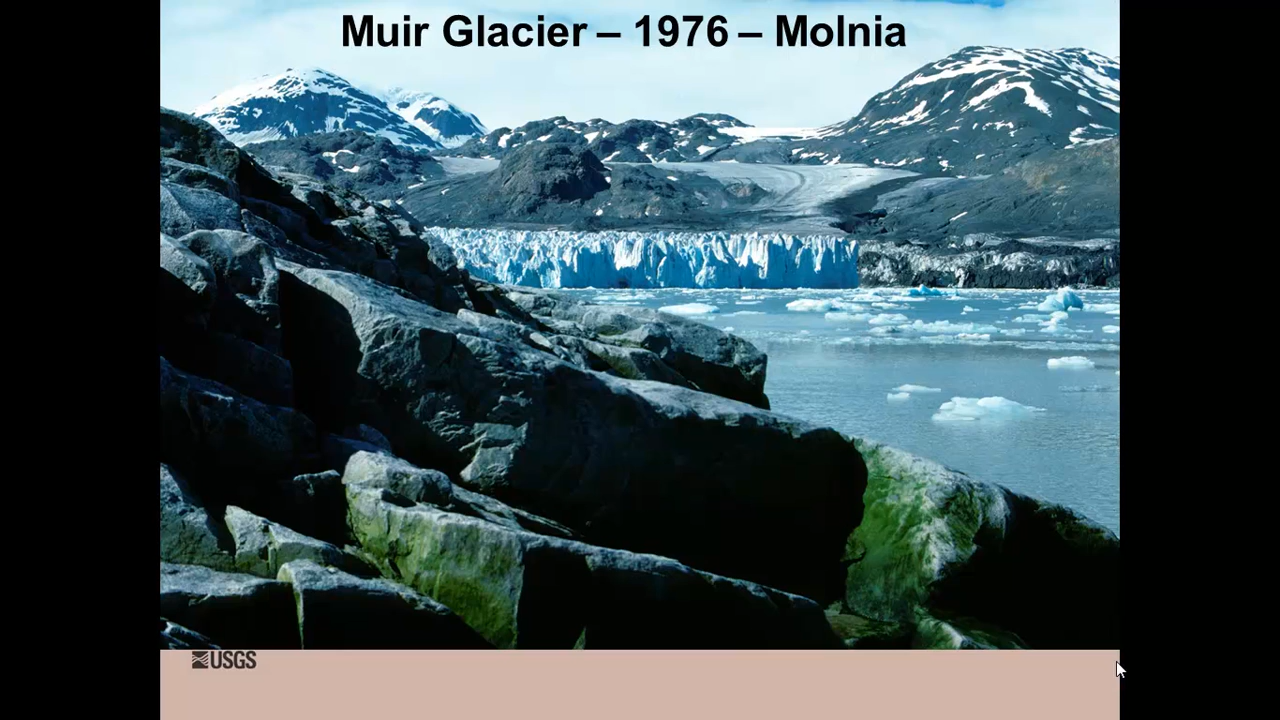 Muir Glacier – 1976 – Molnia
USGS